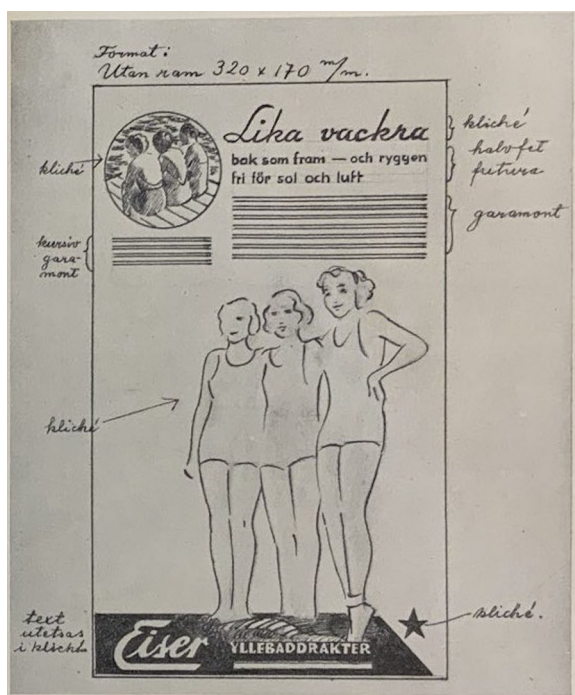 Format:
Utan ram 320 x 170 m/m.
kliché
Lika vackra
bak som fram — och ryggen
fri för sol och luft
kliché
halvfet
futura
garamont
kursiv
gara-
mont
kliché
text
utetsas
i klichén
Eiser
YLLEBADDRÄKTER
kliché.